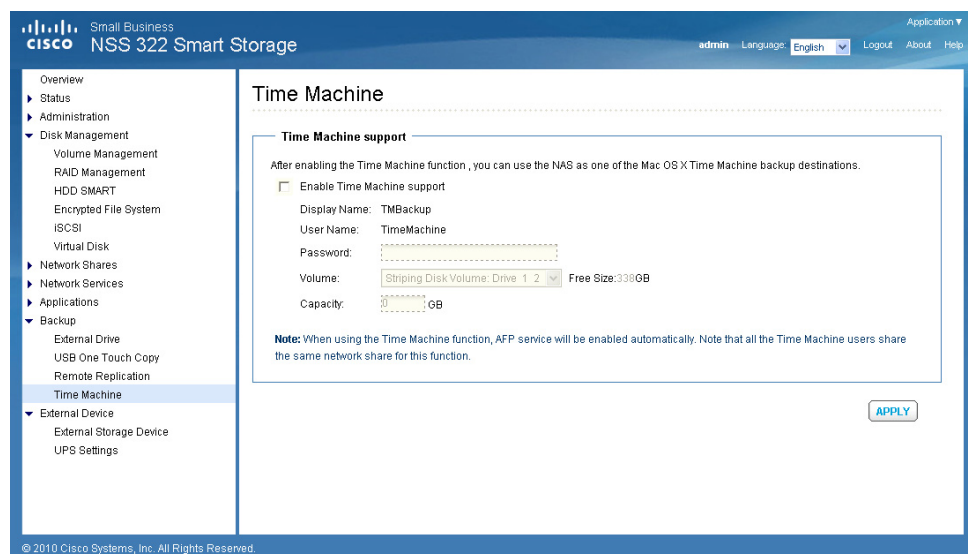 Application ▼
Small Business
CISCO NSS 322 Smart Storage
admin Language: English Logout About Help
Overview
Status
Administration
Disk Management
Volume Management
RAID Management
HDD SMART
Encrypted File System
iSCSI
Virtual Disk
Network Shares
Network Services
Applications
Backup
External Drive
USB One Touch Copy
Remote Replication
Time Machine
External Device
External Storage Device
UPS Settings
Time Machine
Time Machine support
After enabling the Time Machine function , you can use the NAS as one of the Mac OS X Time Machine backup destinations.
Enable Time Machine support
Display Name: TMBackup
User Name: TimeMachine
Password:
Volume: Striping Disk Volume: Drive 1 2 Free Size:338GB
Capacity: 0 GB
Note: When using the Time Machine function, AFP service will be enabled automatically. Note that all the Time Machine users share
the same network share for this function.
APPLY
© 2010 Cisco Systems, Inc. All Rights Reserved.